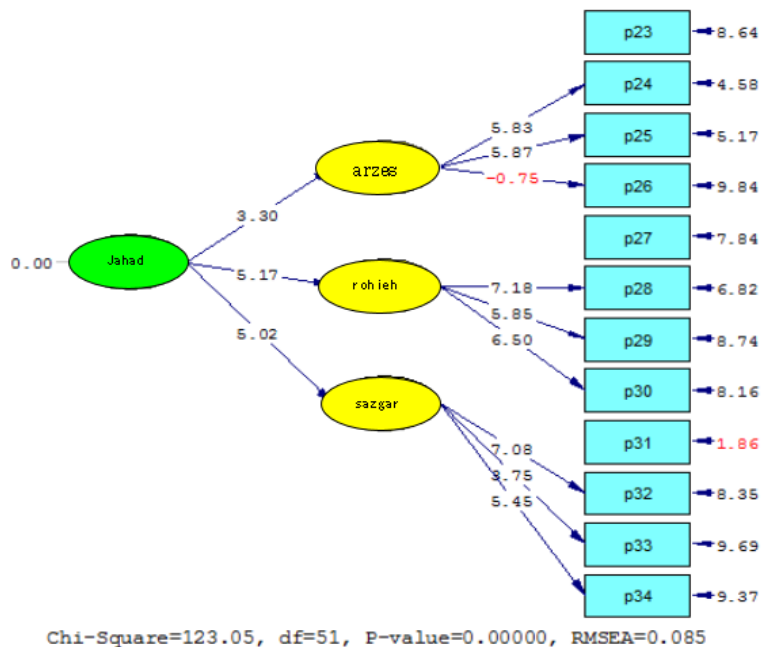 p23
8.64
p24
4.58
5.83
p25
5.17
5.87
arzes
-0.75
p26
9.84
3.30
p27
7.84
0.00
Jahad
5.17
rohieh
7.18
p28
6.82
5.85
5.02
6.50
p29
8.74
p30
8.16
sazgar
p31
1.86
7.08
3.75
p32
8.35
5.45
p33
9.69
p34
9.37
Chi-Square=123.05, df=51, P-value=0.00000, RMSEA=0.085